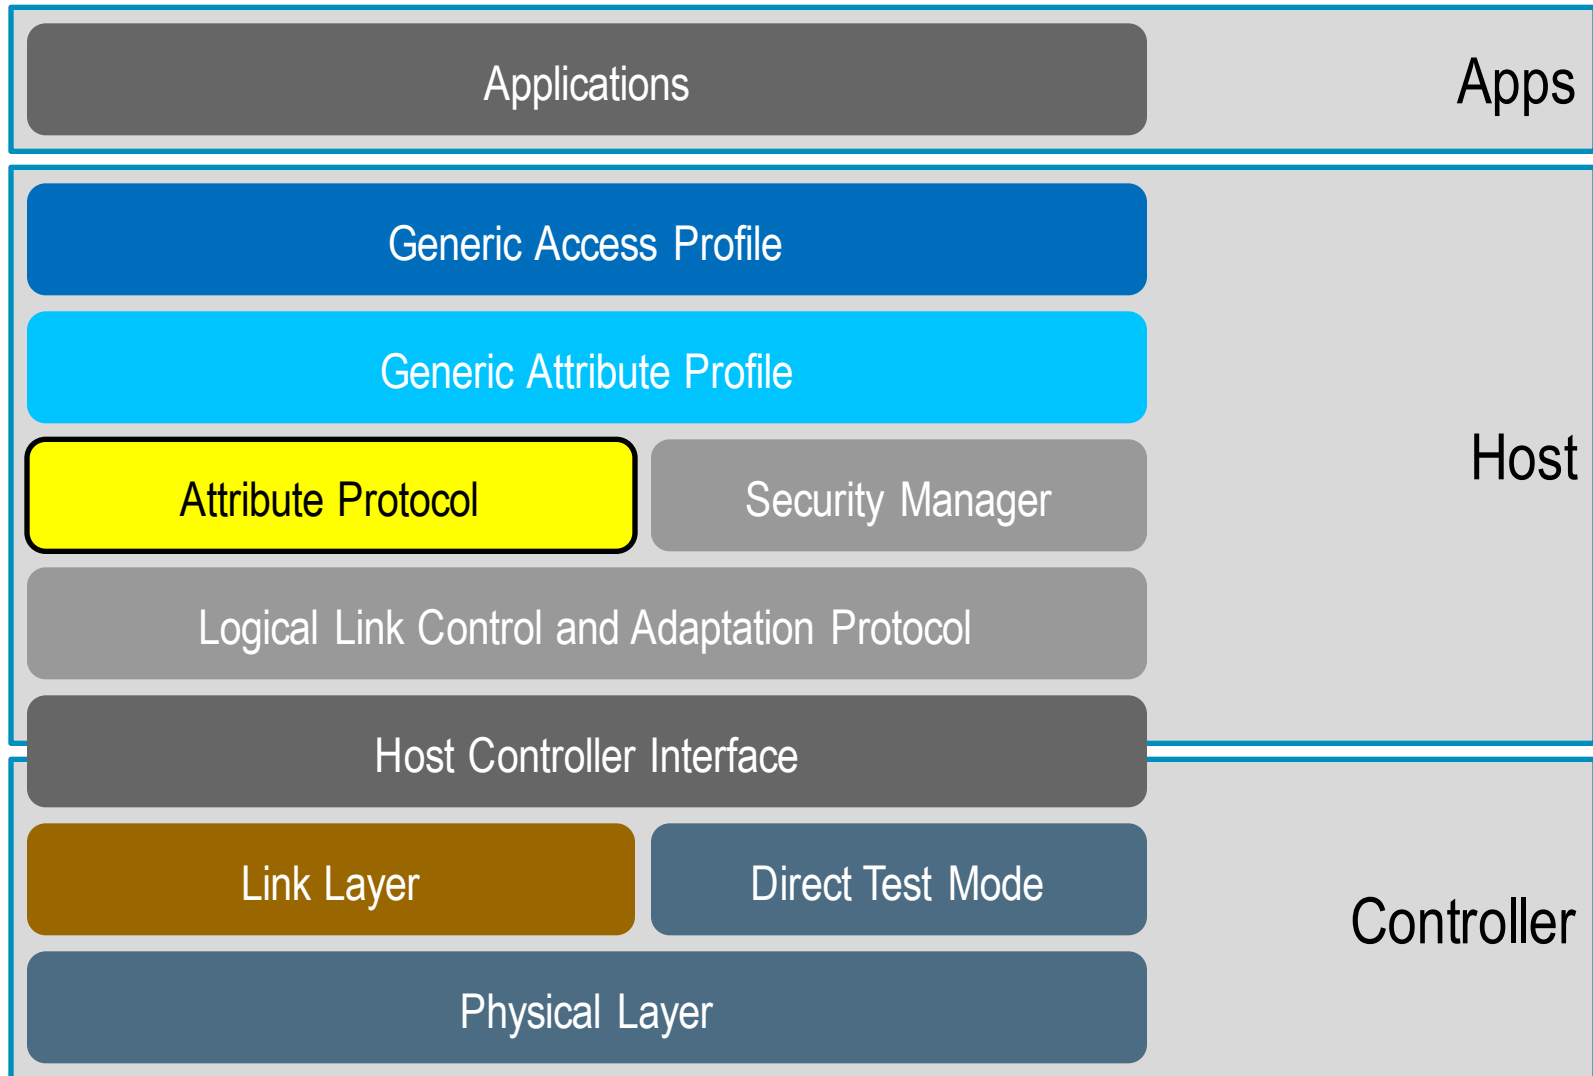 Applications
Apps
Generic Access Profile
Generic Attribute Profile
Attribute Protocol
Security Manager
Host
Logical Link Control and Adaptation Protocol
Host Controller Interface
Link Layer
Direct Test Mode
Controller
Physical Layer